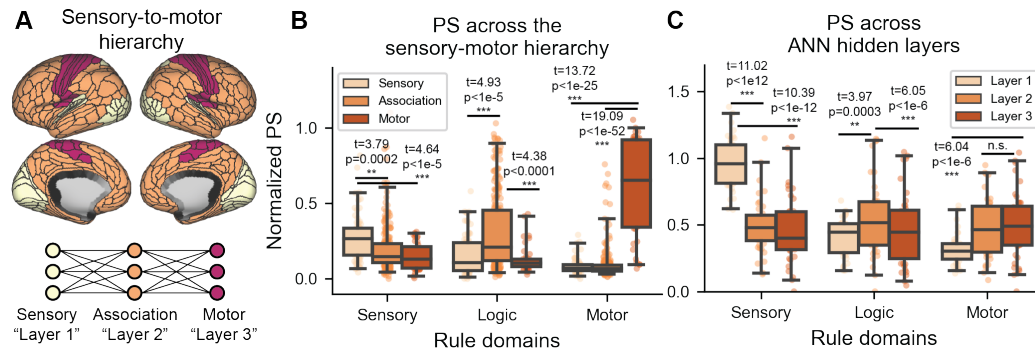 A
Sensory-to-motor
hierarchy
Sensory
"Layer 1"
Association
"Layer 2"
Motor
"Layer 3"
B
PS across the
sensory-motor hierarchy
Normalized PS
1.0
0.5
0.0
Sensory
Association
Motor
t=3.79
p=0.0002
**
t=4.64
p<1e-5
***
t=4.93
p<1e-5
***
t=4.38
p<0.0001
***
t=13.72
p<1e-25
***
t=19.09
p<1e-52
***
Sensory
Logic
Motor
Rule domains
C
PS across
ANN hidden layers
1.5
1.0
0.5
0.0
t=11.02
p<1e12
***
t=10.39
p<1e-12
***
t=3.97
p=0.0003
**
t=6.05
p<1e-6
***
t=6.04
p<1e-6
***
n.s.
Layer 1
Layer 2
Layer 3
Sensory
Logic
Motor
Rule domains